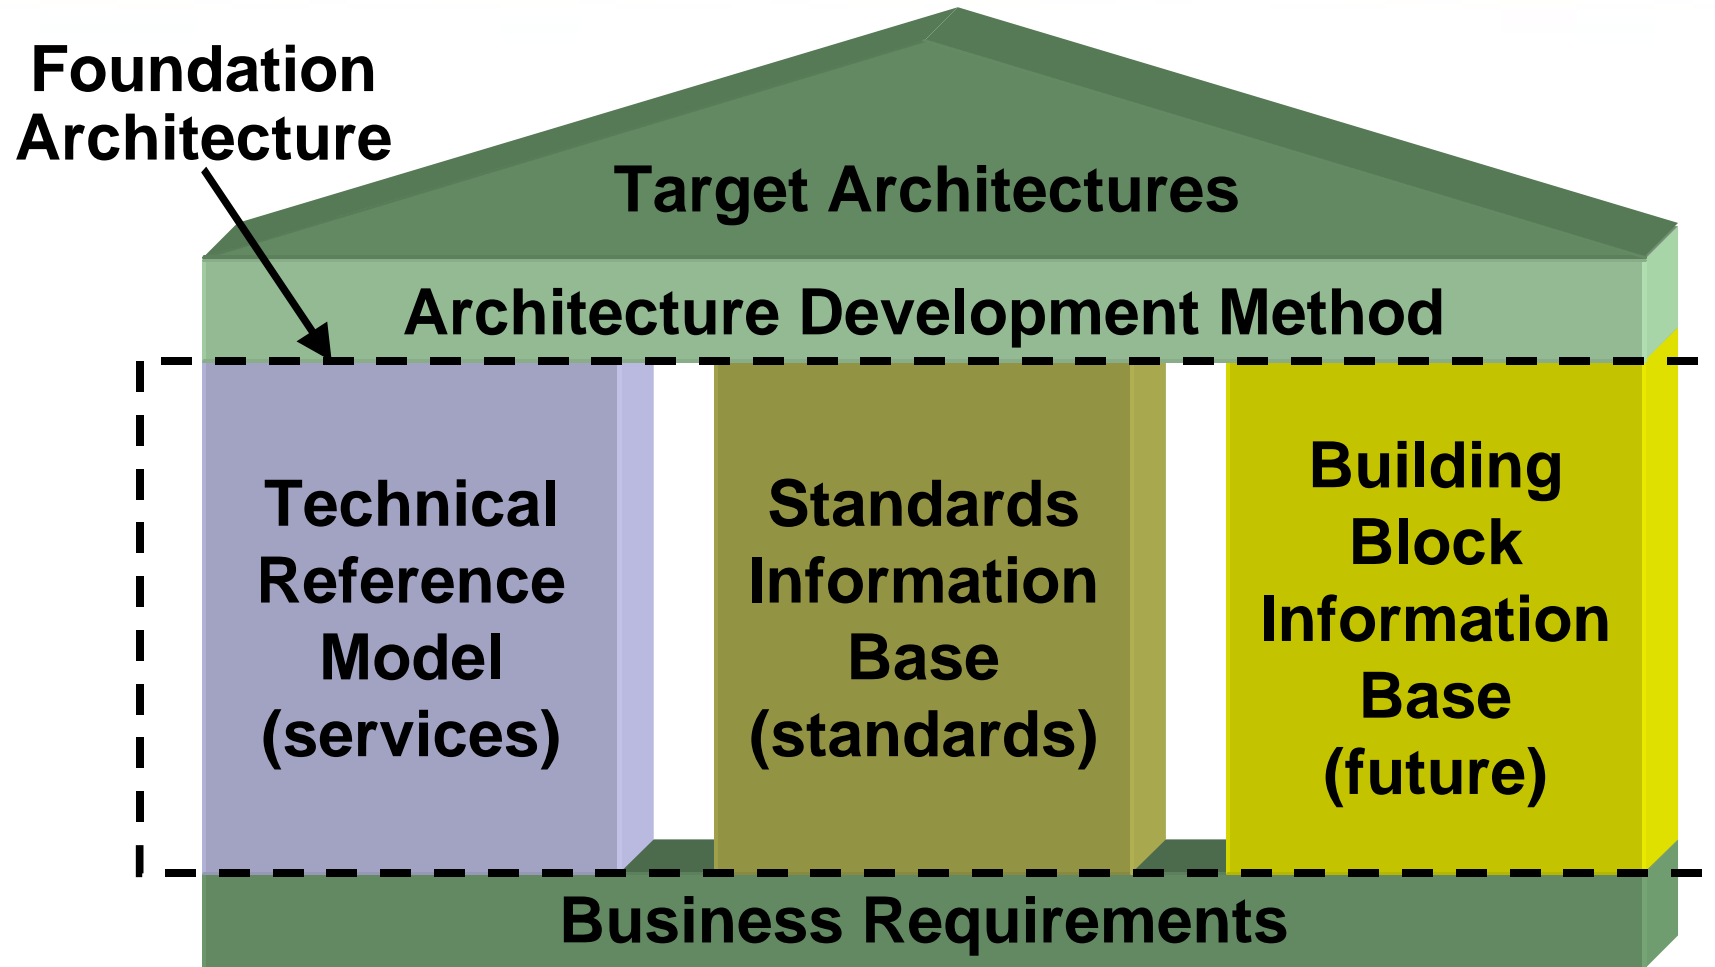 Foundation
Architecture
Target Architectures
Architecture Development Method
Technical
Reference
Model
(services)
Standards
Information
Base
(standards)
Building
Block
Information
Base
(future)
Business Requirements